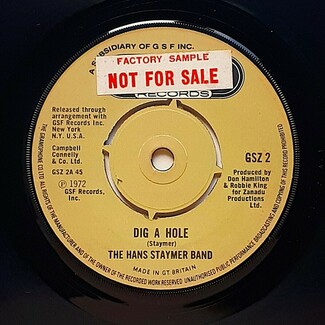 A SUBSIDIARY OF G S F INC.
FACTORY SAMPLE
NOT FOR SALE
RECORDS
Released through
arrangement with
GSF Records Inc.
New York
N.Y. U.S.A.
Campbell
Connelly
& Co. Ltd.
GSZ 2A 45
Ⓟ 1972
GSF Records,
Inc.
GSZ 2
Produced by
Don Hamilton
& Robbie King
for Zanadu
Productions
Ltd.
DIG A HOLE
(Staymer)
THE HANS STAYMER BAND
MADE IN GT. BRITAIN
THE GRAMOPHONE CO. LTD. ALL RIGHTS OF THE MANUFACTURER AND OF THE OWNER OF THE RECORDED WORK RESERVED UNAUTHORISED PUBLIC PERFORMANCE BROADCASTING AND COPYING OF THIS RECORD PROHIBITED